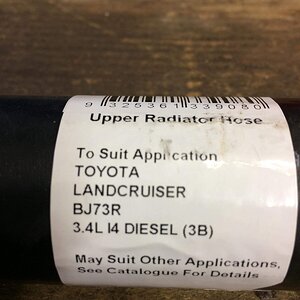 9 325361 339080
Upper Radiator Hose
To Suit Application
TOYOTA
LANDCRUISER
BJ73R
3.4L I4 DIESEL (3B)
May Suit Other Applications,
See Catalogue For Details